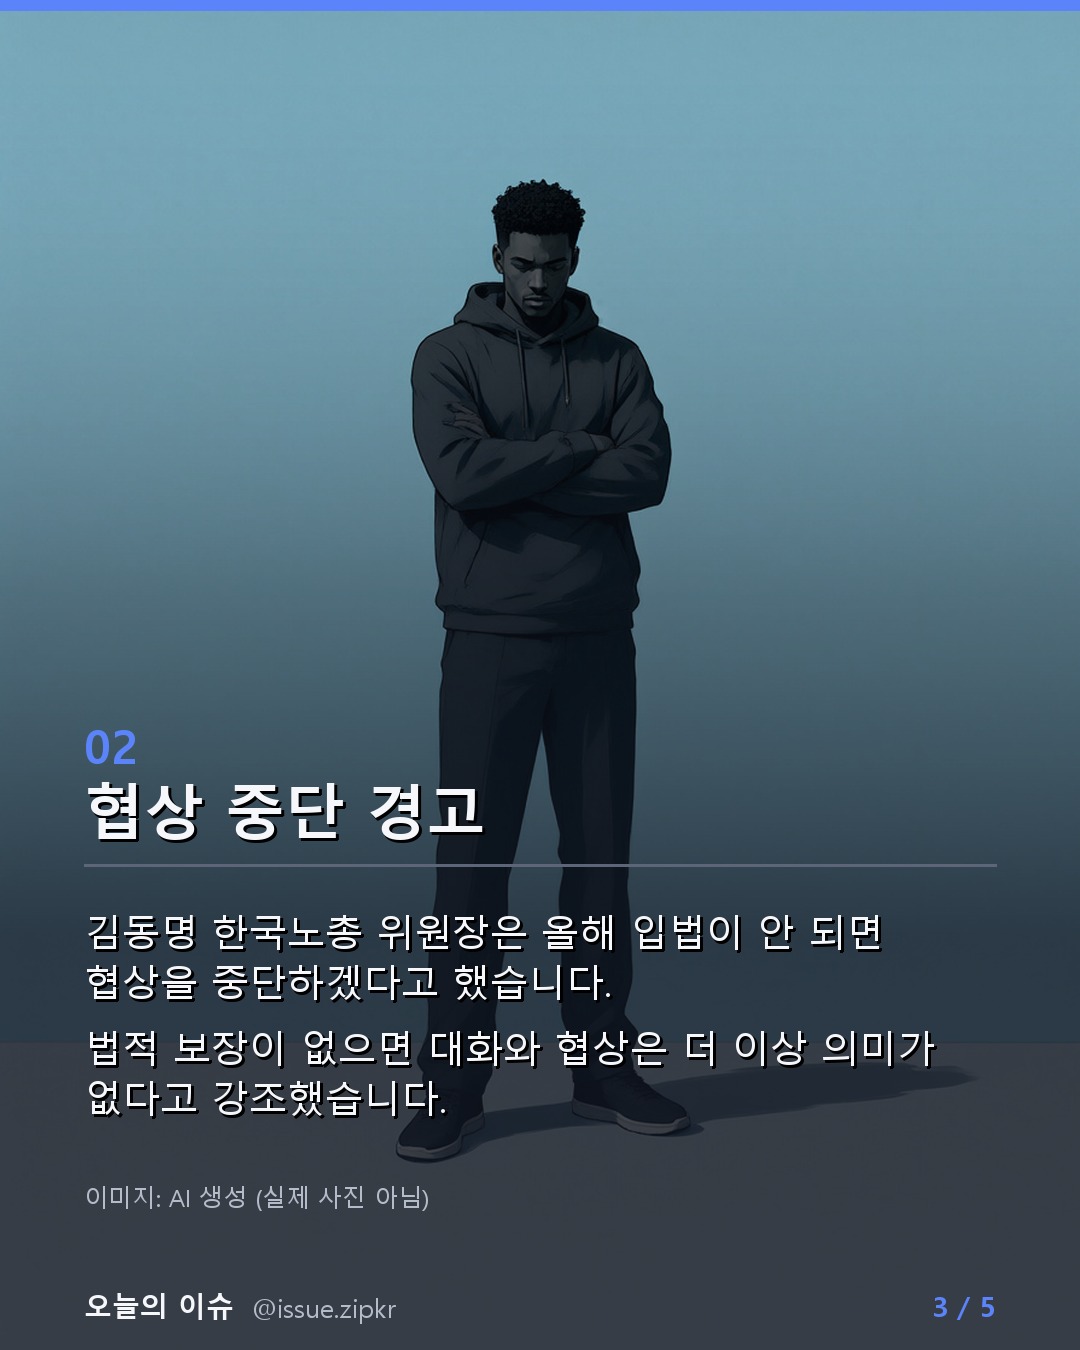 02
협상 중단 경고
김동명 한국노총 위원장은 올해 입법이 안 되면
협상을 중단하겠다고 했습니다.
법적 보장이 없으면 대화와 협상은 더 이상 의미가
없다고 강조했습니다.
이미지: AI 생성 (실제 사진 아님)
오늘의 이슈 @issue.zipkr
3 / 5